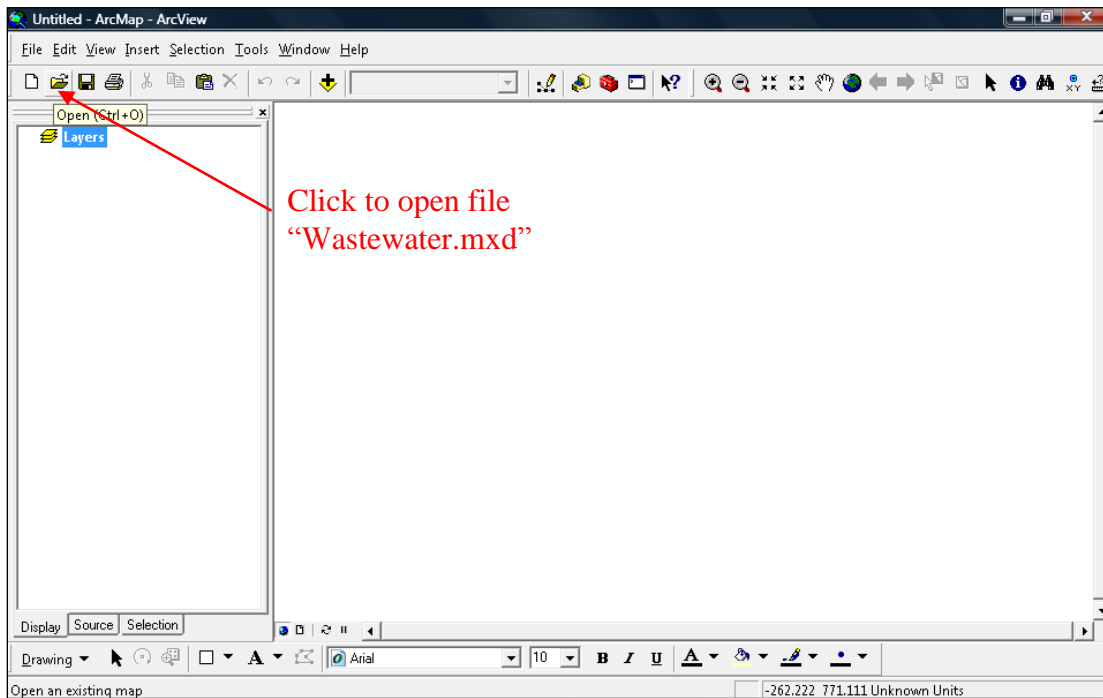 Untitled - ArcMap - ArcView
File Edit View Insert Selection Tools Window Help
Open (Ctrl+O)
Layers
Click to open file
“Wastewater.mxd”
Display Source Selection
Drawing A Arial 10 B I U A
Open an existing map -262.222 771.111 Unknown Units